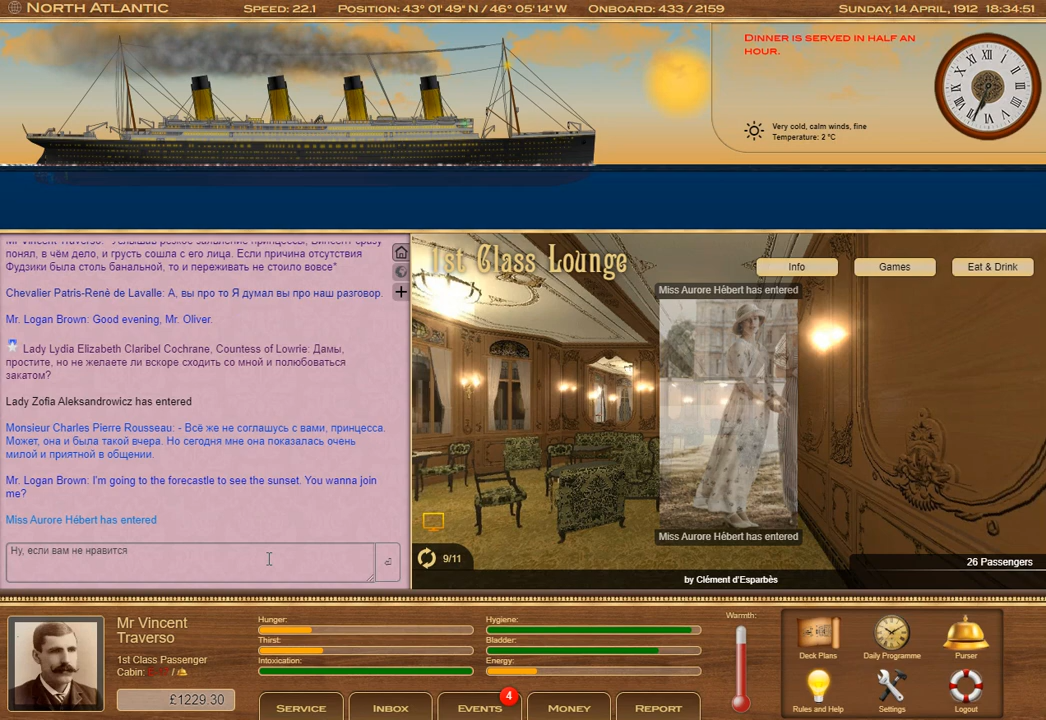 North Atlantic
Speed: 22.1
Position: 43° 01' 49" N / 46° 05' 14" W
Onboard: 433 / 2159
Sunday, 14 April, 1912 18:34:51
Dinner is served in half an
hour.
Very cold, calm winds, fine
Temperature: 2 °C
Mr Vincent Traverso: *Услышав резкое заявление принцессы, Винсент сразу
понял, в чём дело, и грусть сошла с его лица. Если причина отсутствия
Фудзики была столь банальной, то и переживать не стоило вовсе*
Chevalier Patris-René de Lavalle: А, вы про то Я думал вы про наш разговор.
Mr. Logan Brown: Good evening, Mr. Oliver.
Lady Lydia Elizabeth Claribel Cochrane, Countess of Lowrie: Дамы,
простите, но не желаете ли вскоре сходить со мной и полюбоваться
закатом?
Lady Zofia Aleksandrowicz has entered
Monsieur Charles Pierre Rousseau: - Всё же не соглашусь с вами, принцесса.
Может, она и была такой вчера. Но сегодня мне она показалась очень
милой и приятной в общении.
Mr. Logan Brown: I'm going to the forecastle to see the sunset. You wanna join
me?
Miss Aurore Hébert has entered
Ну, если вам не нравится
1st Class Lounge
Info
Games
Eat & Drink
Miss Aurore Hébert has entered
Miss Aurore Hébert has entered
9/11
26 Passengers
by Clément d'Esparbès
Mr Vincent
Traverso
1st Class Passenger
Cabin: /
£1229.30
Hunger:
Thirst:
Intoxication:
Hygiene:
Bladder:
Energy:
Warmth:
Service
Inbox
Events
4
Money
Report
Deck Plans
Daily Programme
Purser
Rules and Help
Settings
Logout